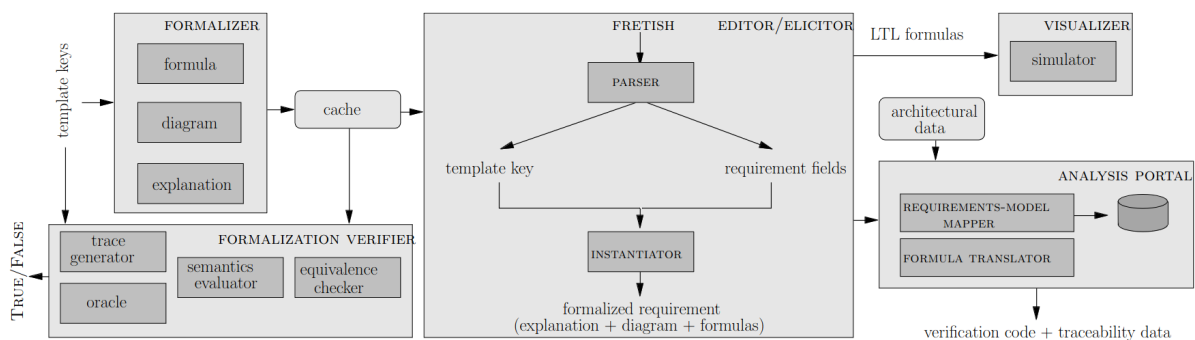 FORMALIZER
formula
diagram
explanation
template keys
cache
FORMALIZATION VERIFIER
trace
generator
oracle
semantics
evaluator
equivalence
checker
TRUE/FALSE
FRETISH
EDITOR/ELICITOR
PARSER
template key
requirement fields
INSTANTIATOR
formalized requirement
(explanation + diagram + formulas)
LTL formulas
VISUALIZER
simulator
architectural
data
ANALYSIS PORTAL
REQUIREMENTS-MODEL
MAPPER
FORMULA TRANSLATOR
verification code + traceability data